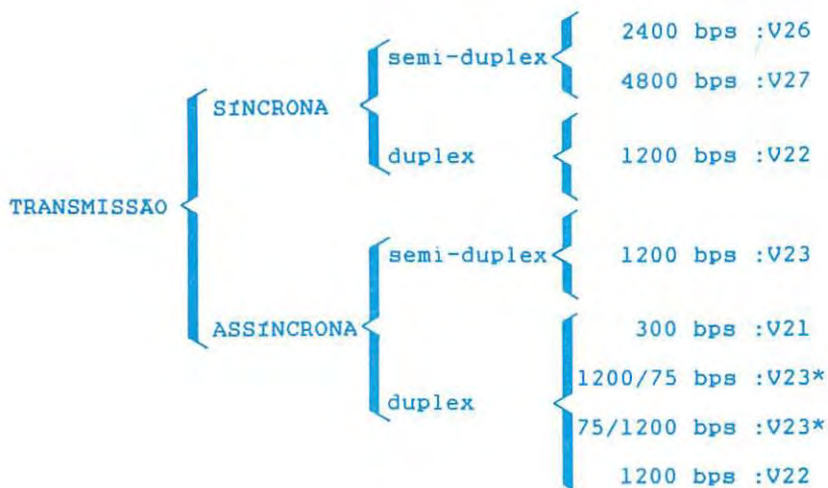 2400 bps :V26
semi-duplex
4800 bps :V27
SÍNCRONA
duplex
1200 bps :V22
TRANSMISSÃO
semi-duplex
1200 bps :V23
ASSÍNCRONA
300 bps :V21
1200/75 bps :V23*
duplex
75/1200 bps :V23*
1200 bps :V22